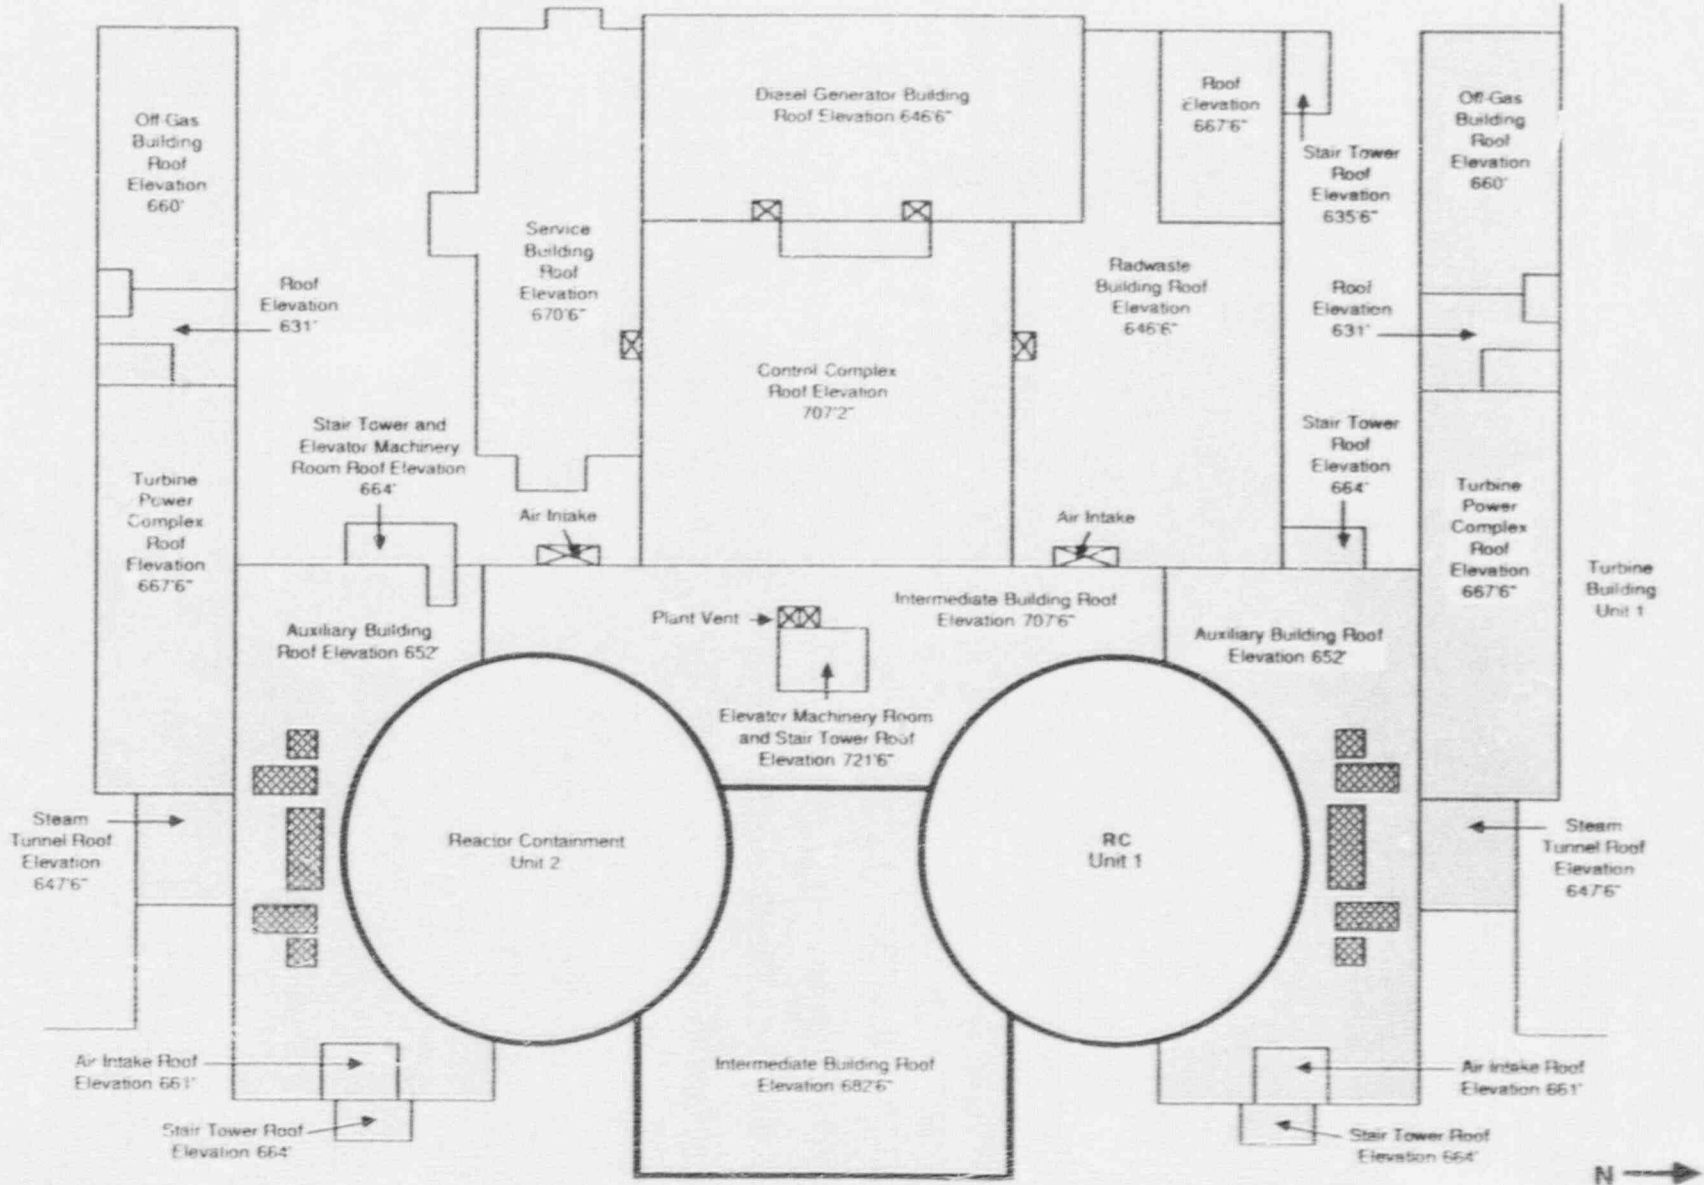 Off-Gas
Building
Roof
Elevation
660'
Diesel Generator Building
Roof Elevation 646'6"
Roof
Elevation
667'6"
Off-Gas
Building
Roof
Elevation
660'
Stair Tower
Roof
Elevation
635'6"
Service
Building
Roof
Elevation
670'6"
Radwaste
Building Roof
Elevation
646'6"
Roof
Elevation
631'
Roof
Elevation
631'
Control Complex
Roof Elevation
707'2"
Stair Tower and
Elevator Machinery
Room Roof Elevation
664'
Stair Tower
Roof
Elevation
664'
Turbine
Power
Complex
Roof
Elevation
667'6"
Turbine
Power
Complex
Roof
Elevation
667'6"
Air Intake
Air Intake
Turbine
Building
Unit 1
Plant Vent
Intermediate Building Roof
Elevation 707'6"
Auxiliary Building
Roof Elevation 652'
Auxiliary Building Roof
Elevation 652'
Elevator Machinery Room
and Stair Tower Roof
Elevation 721'6"
Steam
Tunnel Roof
Elevation
647'6"
Reactor Containment
Unit 2
RC
Unit 1
Steam
Tunnel Roof
Elevation
647'6"
Air Intake Roof
Elevation 661'
Intermediate Building Roof
Elevation 682'6"
Air Intake Roof
Elevation 661'
Stair Tower Roof
Elevation 664'
Stair Tower Roof
Elevation 664'
N